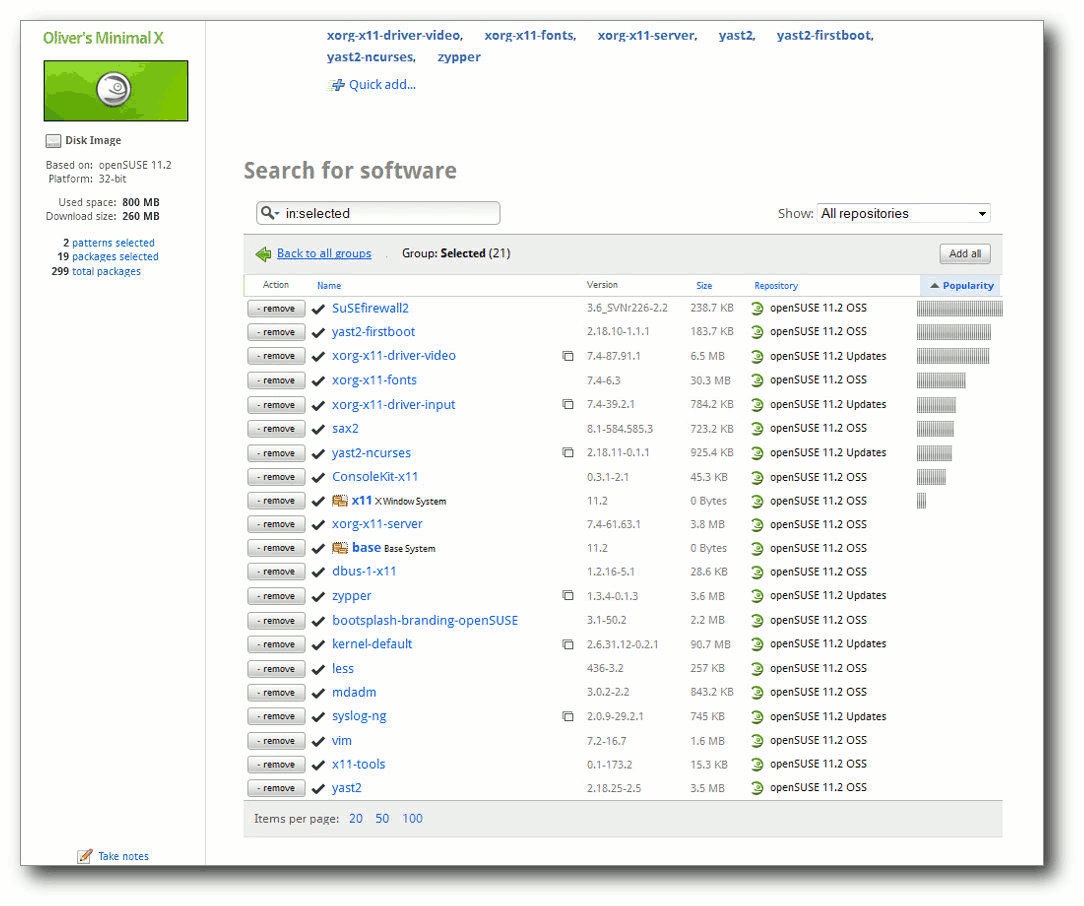 Oliver's Minimal X
Disk Image
Based on: openSUSE 11.2
Platform: 32-bit
Used space: 800 MB
Download size: 260 MB
2 patterns selected
19 packages selected
299 total packages
Take notes
xorg-x11-driver-video, xorg-x11-fonts, xorg-x11-server, yast2, yast2-firstboot,
yast2-ncurses, zypper
Quick add...
Search for software
in:selected Show: All repositories
Back to all groups Group: Selected (21) Add all
Action Name Version Size Repository Popularity
- remove SuSEfirewall2 3.6_SVNr226-2.2 238.7 KB openSUSE 11.2 OSS
- remove yast2-firstboot 2.18.10-1.1.1 183.7 KB openSUSE 11.2 OSS
- remove xorg-x11-driver-video 7.4-87.91.1 6.5 MB openSUSE 11.2 Updates
- remove xorg-x11-fonts 7.4-6.3 30.3 MB openSUSE 11.2 OSS
- remove xorg-x11-driver-input 7.4-39.2.1 784.2 KB openSUSE 11.2 Updates
- remove sax2 8.1-584.585.3 723.2 KB openSUSE 11.2 OSS
- remove yast2-ncurses 2.18.11-0.1.1 925.4 KB openSUSE 11.2 Updates
- remove ConsoleKit-x11 0.3.1-2.1 45.3 KB openSUSE 11.2 OSS
- remove x11 X Window System 11.2 0 Bytes openSUSE 11.2 OSS
- remove xorg-x11-server 7.4-61.63.1 3.8 MB openSUSE 11.2 OSS
- remove base Base System 11.2 0 Bytes openSUSE 11.2 OSS
- remove dbus-1-x11 1.2.16-5.1 28.6 KB openSUSE 11.2 OSS
- remove zypper 1.3.4-0.1.3 3.6 MB openSUSE 11.2 Updates
- remove bootsplash-branding-openSUSE 3.1-50.2 2.2 MB openSUSE 11.2 OSS
- remove kernel-default 2.6.31.12-0.2.1 90.7 MB openSUSE 11.2 Updates
- remove less 436-3.2 257 KB openSUSE 11.2 OSS
- remove mdadm 3.0.2-2.2 843.2 KB openSUSE 11.2 OSS
- remove syslog-ng 2.0.9-29.2.1 745 KB openSUSE 11.2 Updates
- remove vim 7.2-16.7 1.6 MB openSUSE 11.2 OSS
- remove x11-tools 0.1-173.2 15.3 KB openSUSE 11.2 OSS
- remove yast2 2.18.25-2.5 3.5 MB openSUSE 11.2 OSS
Items per page: 20 50 100